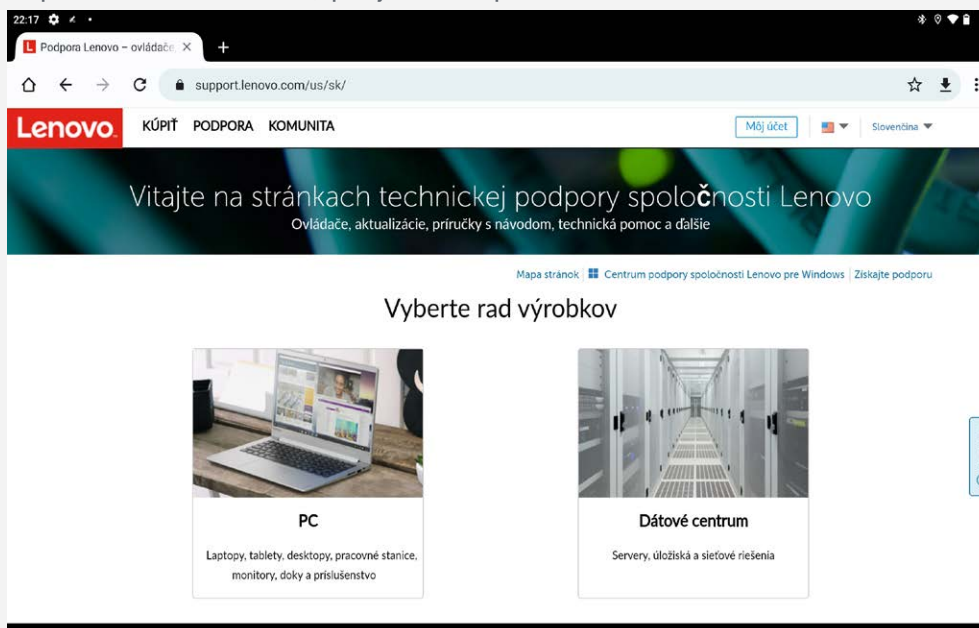 22:17
Podpora Lenovo – ovládače,
support.lenovo.com/us/sk/
Lenovo
KÚPIŤ PODPORA KOMUNITA
Môj účet
Slovenčina
Vitajte na stránkach technickej podpory spoločnosti Lenovo
Ovládače, aktualizácie, príručky s návodom, technická pomoc a ďalšie
Mapa stránok
Centrum podpory spoločnosti Lenovo pre Windows
Získajte podporu
Vyberte rad výrobkov
PC
Laptopy, tablety, desktopy, pracovné stanice,
monitory, doky a príslušenstvo
Dátové centrum
Servery, úložiská a sieťové riešenia